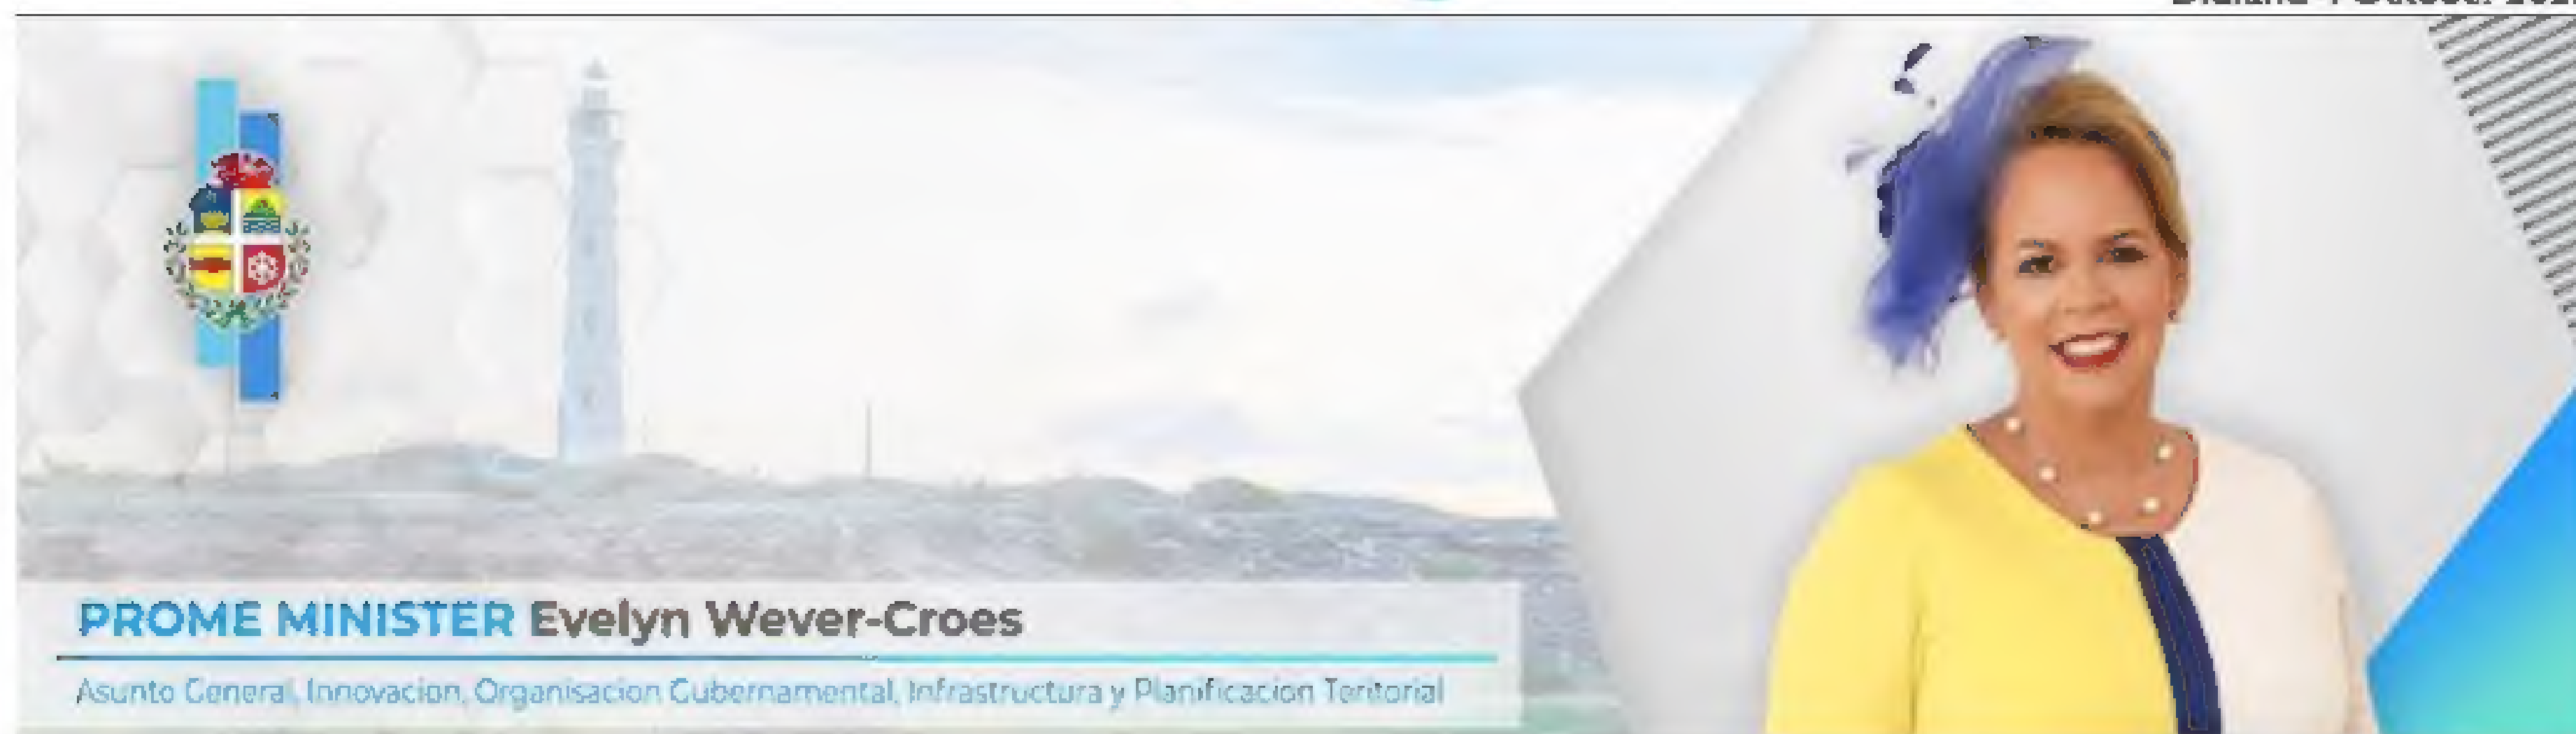 PROME MINISTER Evelyn Wever-Croes
Asunto General, Innovacion, Organisacion Gubernamental, Infrastructura y Planificacion Teritorial